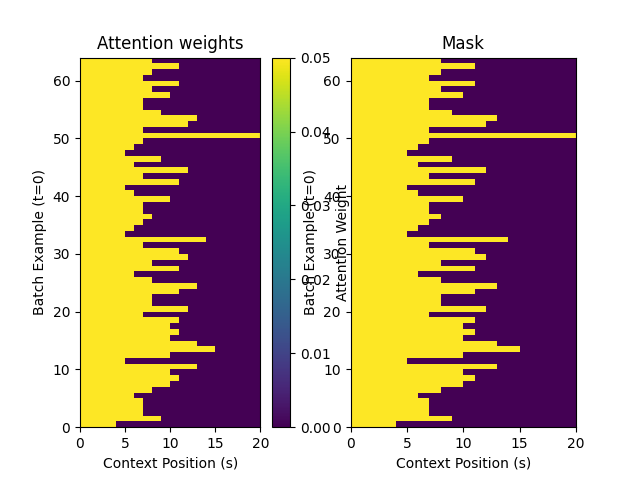 Attention weights
Mask
60
50
40
30
20
10
0
Batch Example (t=0)
0 5 10 15 20
Context Position (s)
0.05
0.04
0.03
0.02
0.01
0.00
Attention Weight
60
50
40
30
20
10
0
Batch Example (t=0)
0 5 10 15 20
Context Position (s)